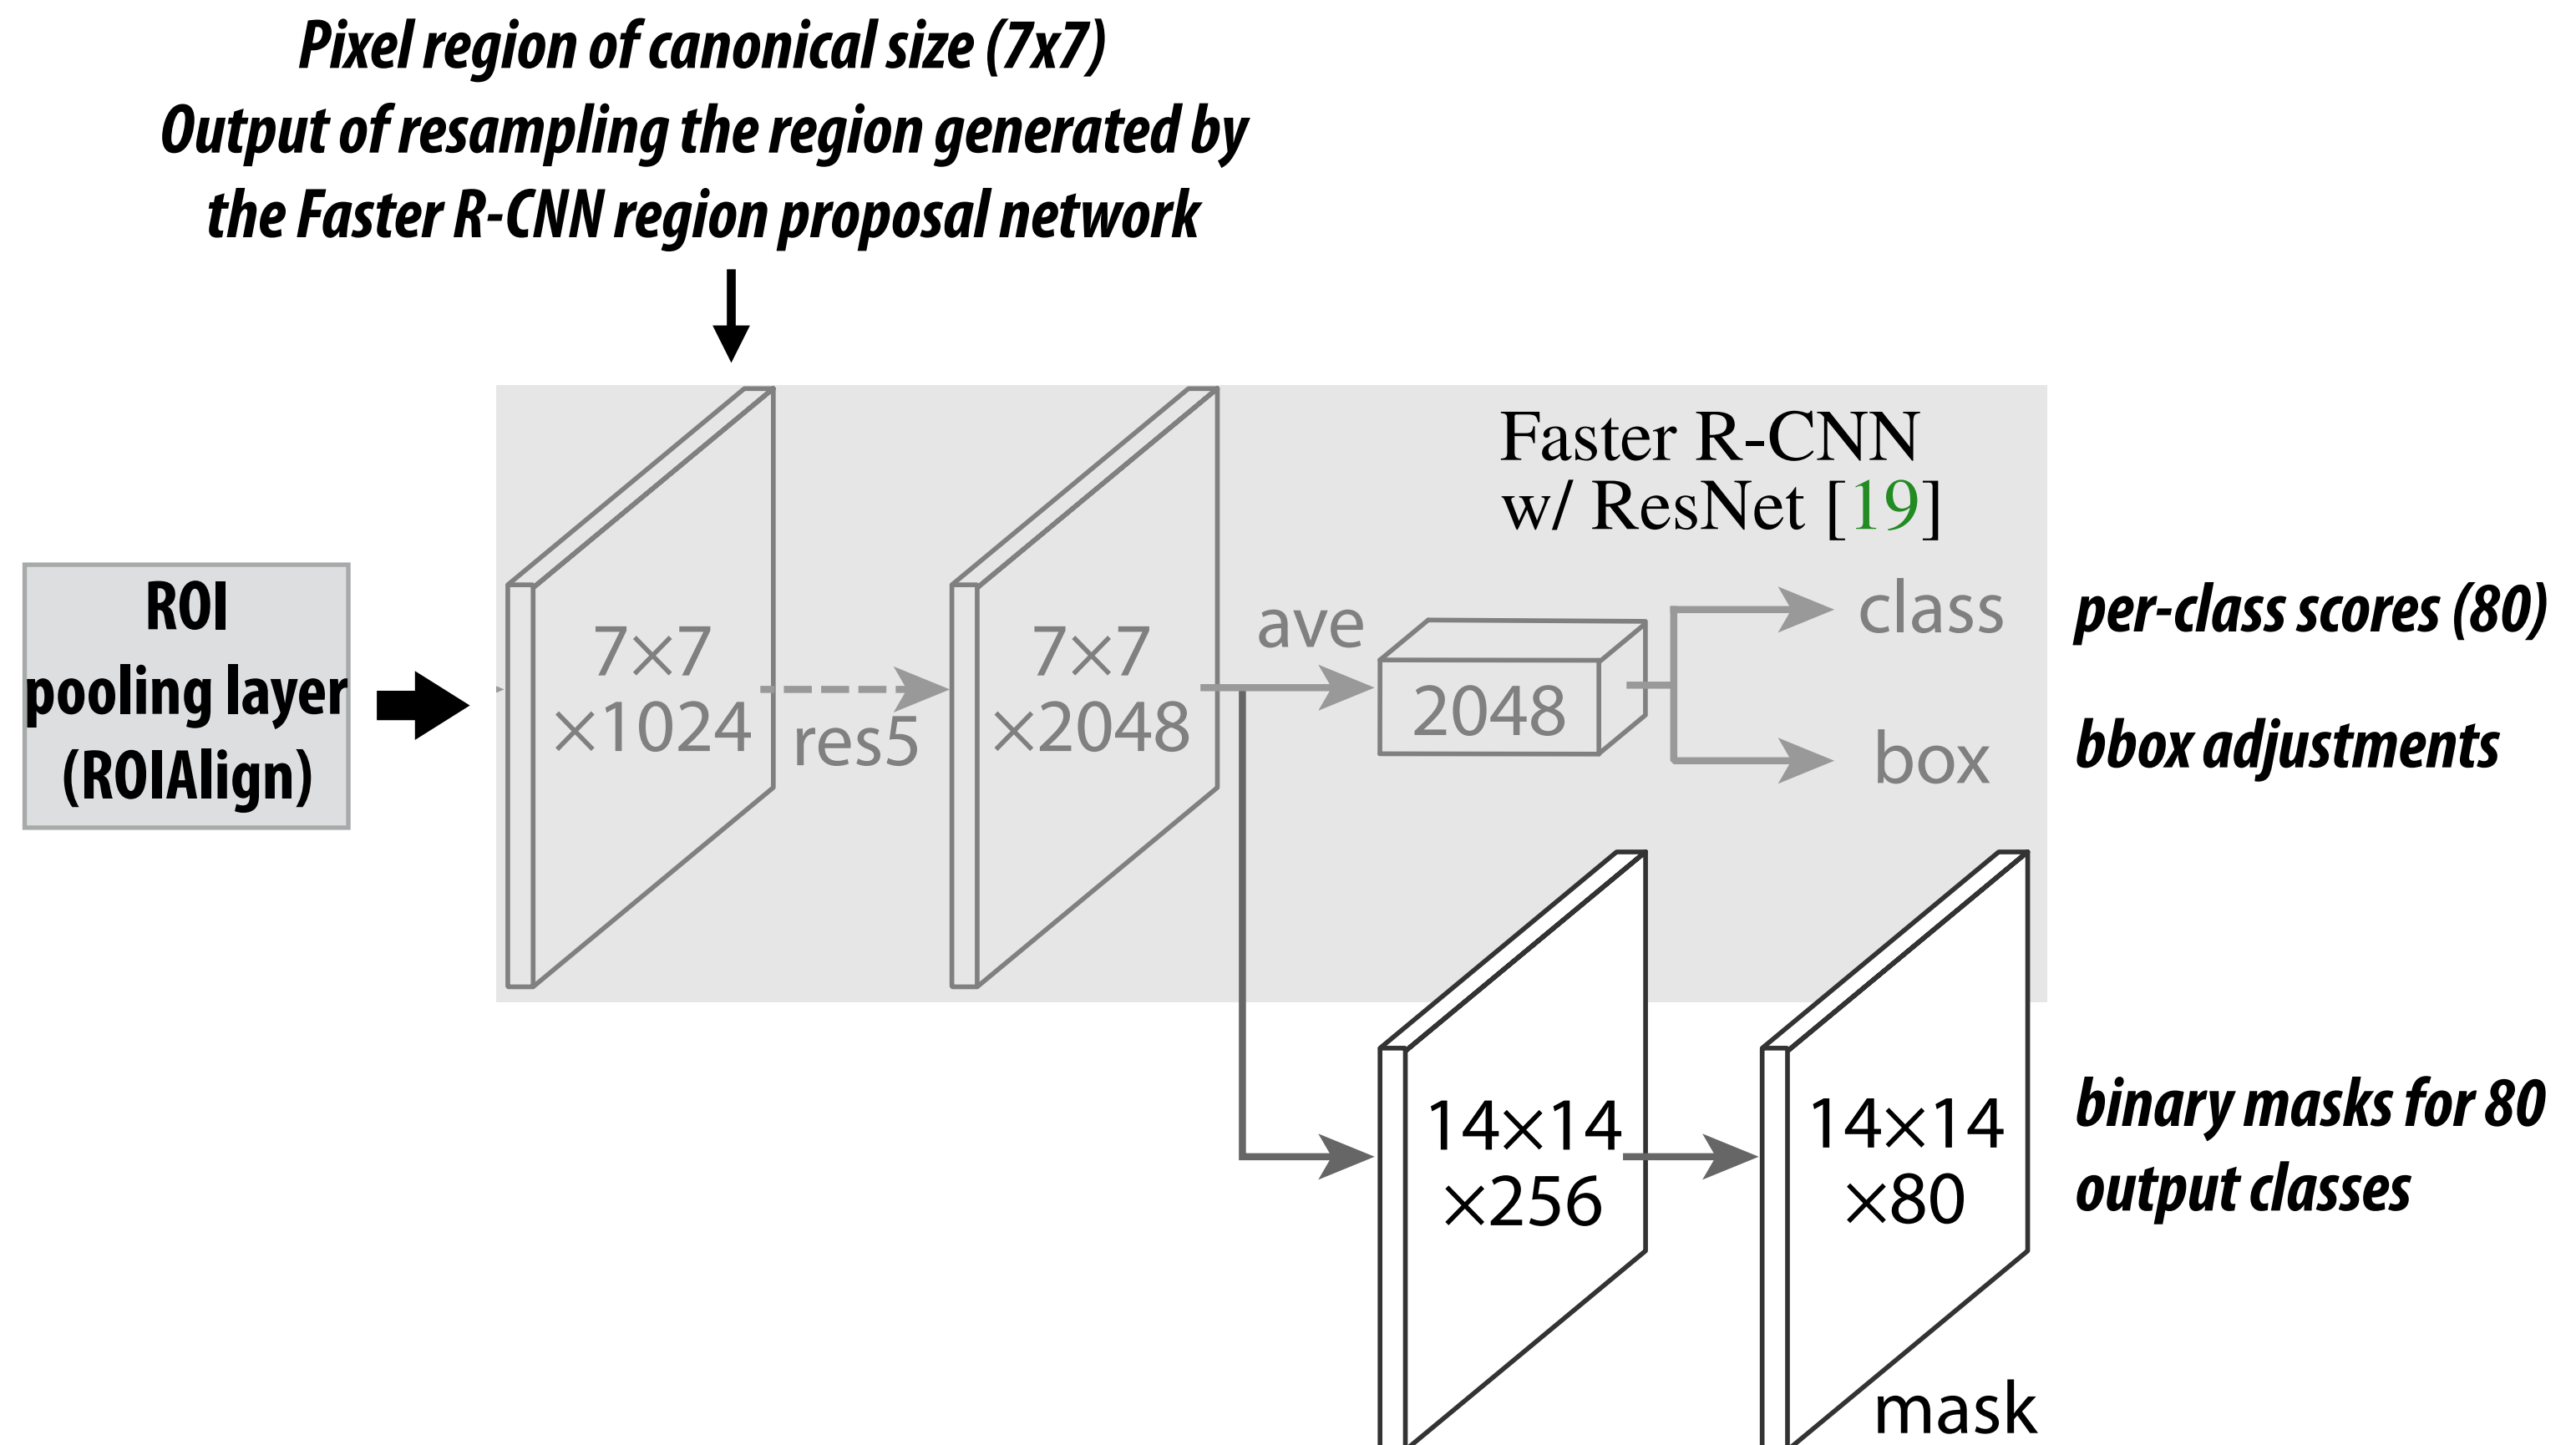 Pixel region of canonical size (7x7)
Output of resampling the region generated by
the Faster R-CNN region proposal network
Faster R-CNN
w/ ResNet [19]
ROI
pooling layer
(ROIAlign)
7×7
×1024
res5
7×7
×2048
ave
2048
class
box
per-class scores (80)
bbox adjustments
14×14
×256
14×14
×80
mask
binary masks for 80
output classes